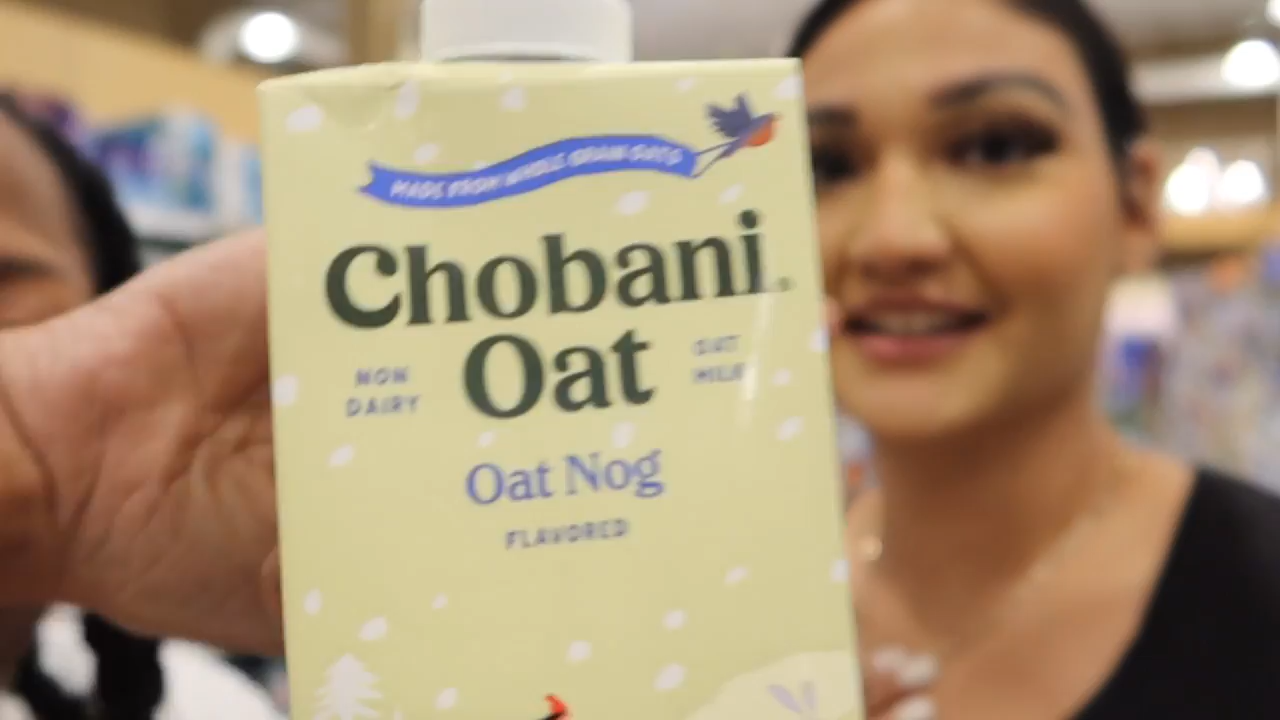 MADE FROM WHOLE GRAIN OATS
Chobani.
Oat
NON
DAIRY
OAT
MILK
Oat Nog
FLAVORED